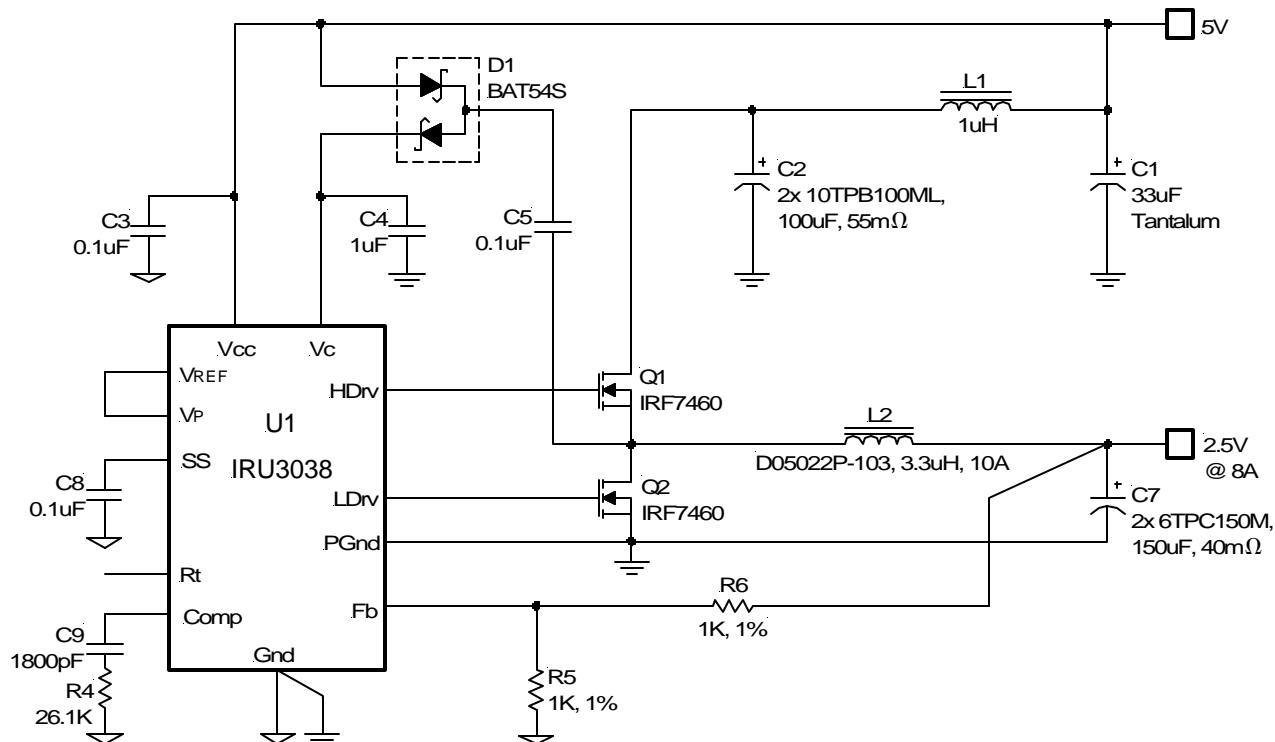 5V
D1
BAT54S
L1
1uH
C2
2x 10TPB100ML,
100uF, 55mΩ
C1
33uF
Tantalum
C3
0.1uF
C4
1uF
C5
0.1uF
Vcc
Vc
VREF
VP
HDrv
Q1
IRF7460
U1
IRU3038
SS
C8
0.1uF
L2
D05022P-103, 3.3uH, 10A
2.5V
@ 8A
LDrv
Q2
IRF7460
C7
2x 6TPC150M,
150uF, 40mΩ
PGnd
Rt
Comp
Fb
R6
1K, 1%
C9
1800pF
R4
26.1K
Gnd
R5
1K, 1%